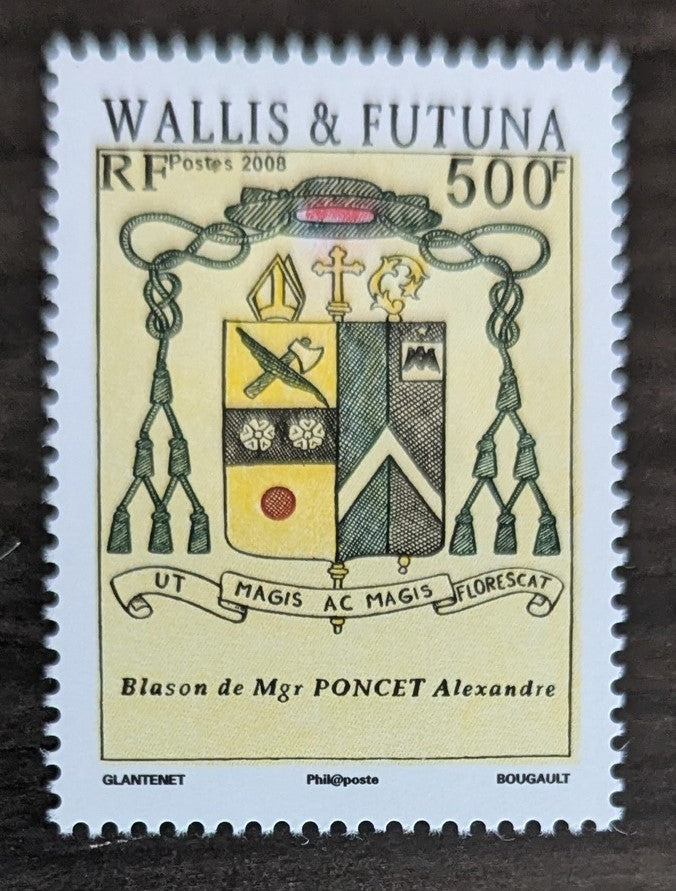 WALLIS & FUTUNA
RF Postes 2008 500F
UT MAGIS AC MAGIS FLORESCAT
Blason de Mgr PONCET Alexandre
GLANTENET Phil@poste BOUGAULT